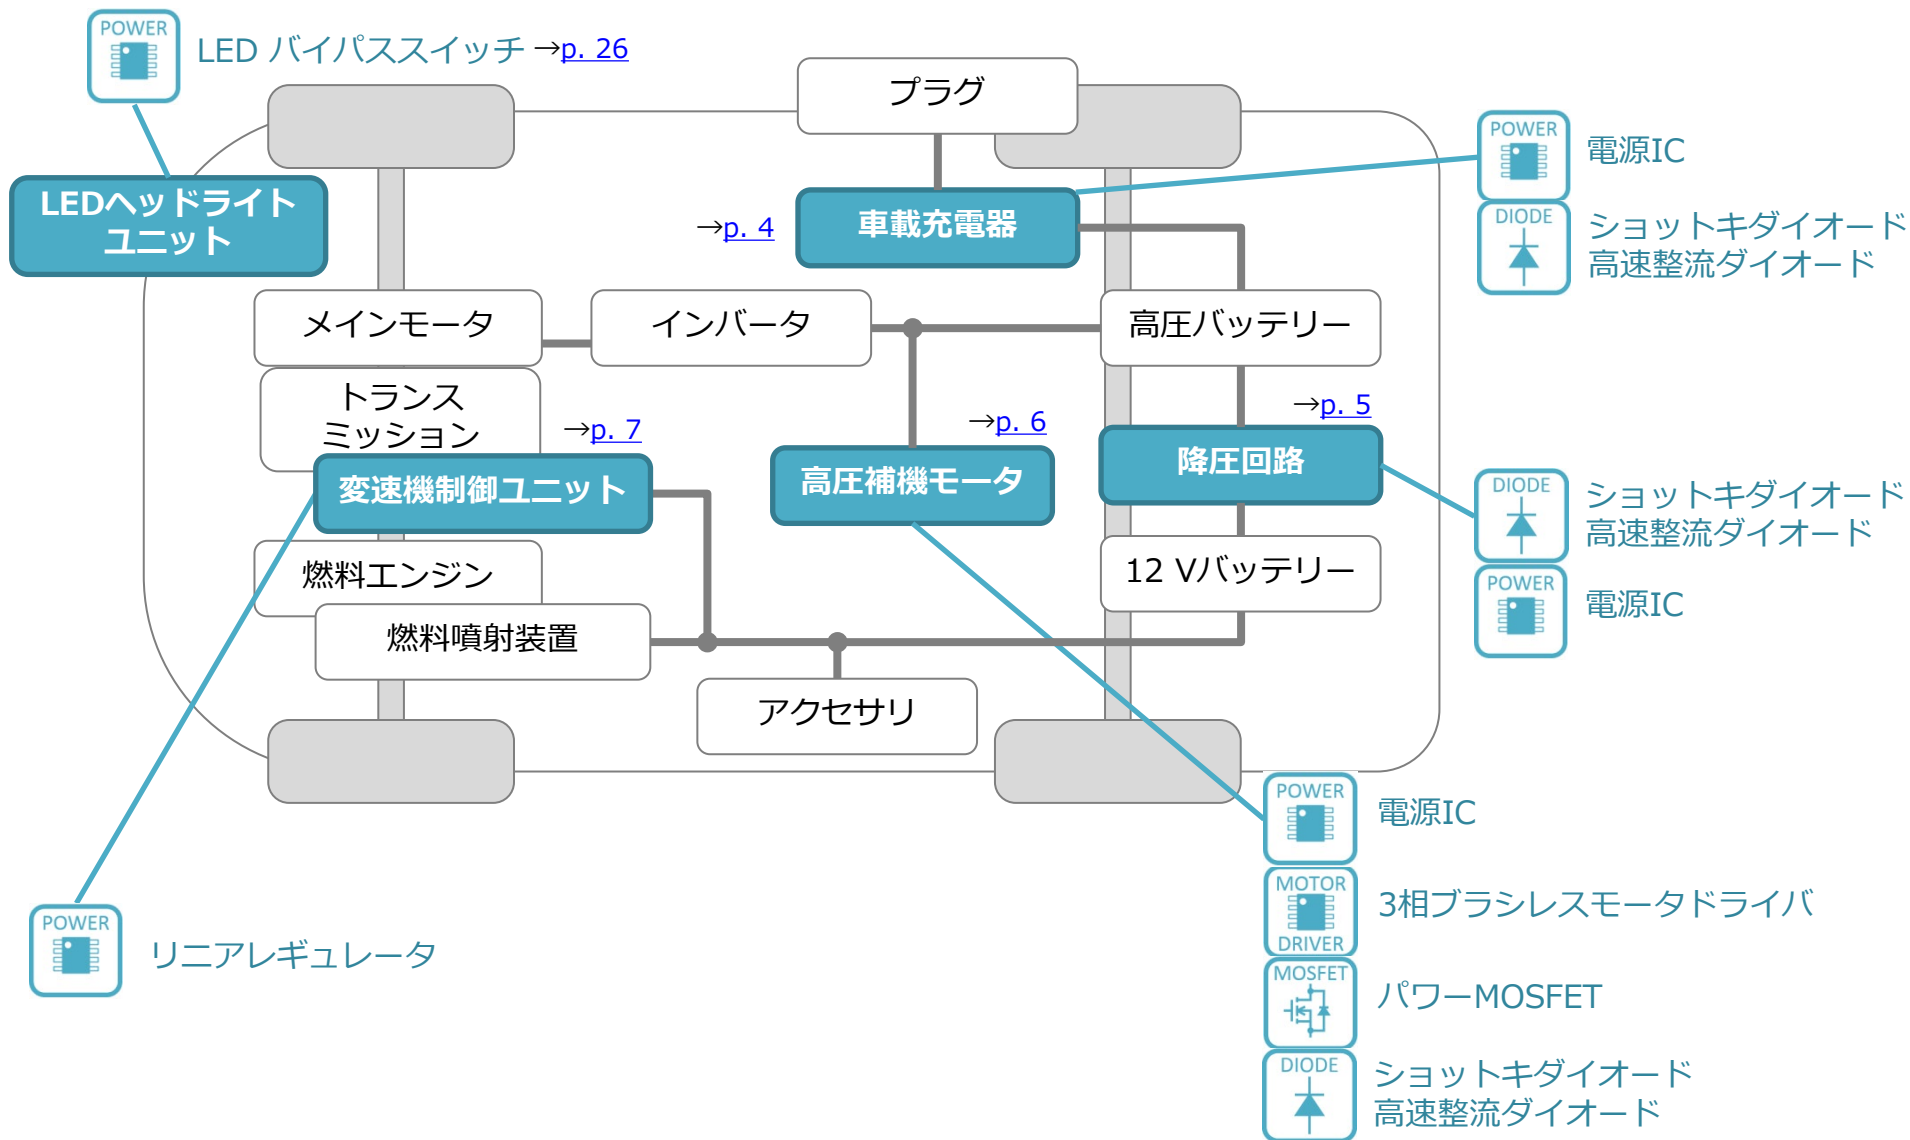 POWER
LED バイパススイッチ →p. 26
プラグ
POWER
電源IC
LEDヘッドライト
ユニット
→p. 4
車載充電器
DIODE
ショットキダイオード
高速整流ダイオード
メインモータ
インバータ
高圧バッテリー
トランス
ミッション
→p. 7
→p. 6
→p. 5
変速機制御ユニット
高圧補機モータ
降圧回路
DIODE
ショットキダイオード
高速整流ダイオード
燃料エンジン
12 Vバッテリー
POWER
電源IC
燃料噴射装置
アクセサリ
POWER
電源IC
MOTOR
DRIVER
3相ブラシレスモータドライバ
POWER
リニアレギュレータ
MOSFET
パワーMOSFET
DIODE
ショットキダイオード
高速整流ダイオード